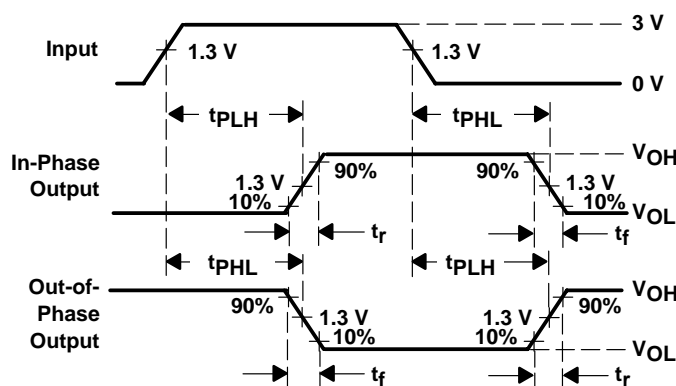 3 V
Input
1.3 V
1.3 V
0 V
tPLH
tPHL
In-Phase
Output
VOH
90%
90%
1.3 V
1.3 V
10%
10%
VOL
tr
tf
tPHL
tPLH
Out-of-
Phase
Output
VOH
90%
90%
1.3 V
1.3 V
10%
10%
VOL
tf
tr